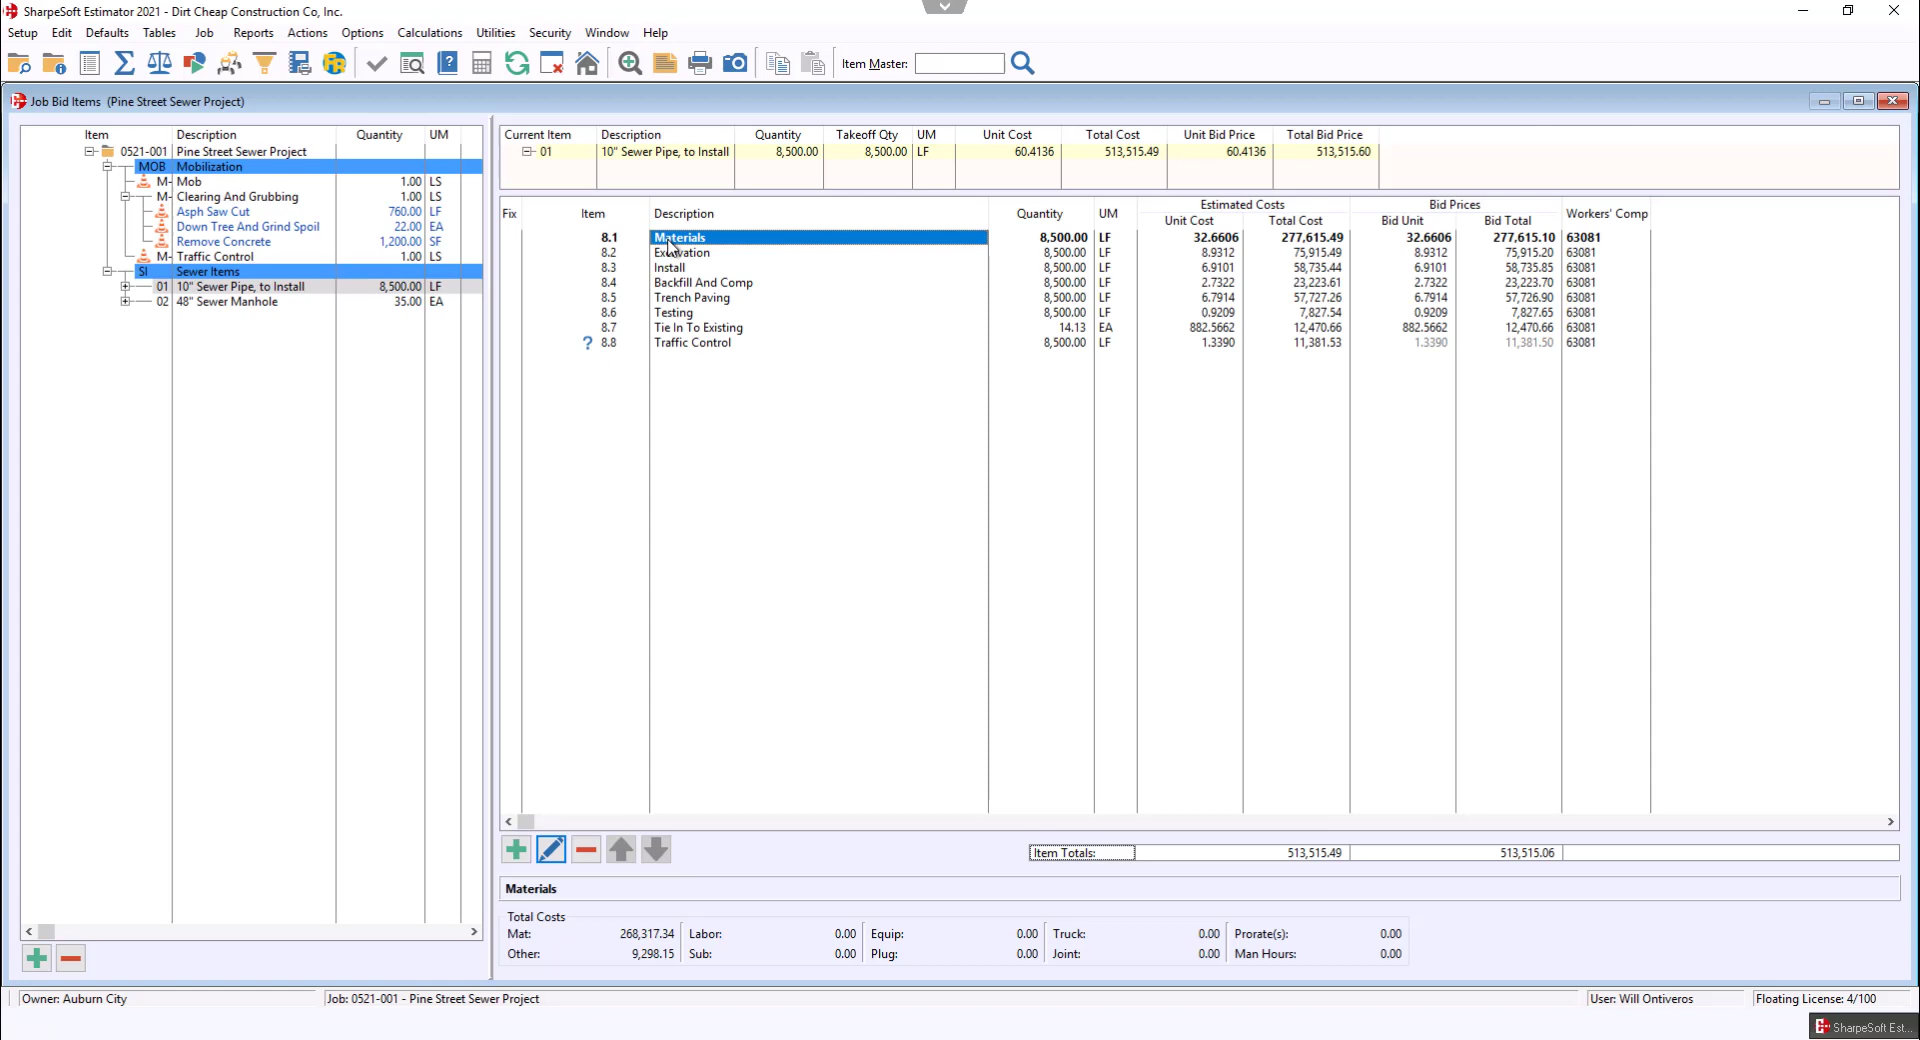 SharpeSoft Estimator 2021 - Dirt Cheap Construction Co, Inc.
Setup Edit Defaults Tables Job Reports Actions Options Calculations Utilities Security Window Help
Item Master:
Job Bid Items (Pine Street Sewer Project)
Item Description Quantity UM
0521-001 Pine Street Sewer Project
MOB Mobilization
M- Mob 1.00 LS
M- Clearing And Grubbing 1.00 LS
Asph Saw Cut 760.00 LF
Down Tree And Grind Spoil 22.00 EA
Remove Concrete 1,200.00 SF
M- Traffic Control 1.00 LS
SI Sewer Items
01 10" Sewer Pipe, to Install 8,500.00 LF
02 48" Sewer Manhole 35.00 EA
Current Item Description Quantity Takeoff Qty UM Unit Cost Total Cost Unit Bid Price Total Bid Price
01 10" Sewer Pipe, to Install 8,500.00 8,500.00 LF 60.4136 513,515.49 60.4136 513,515.60
Estimated Costs Bid Prices
Fix Item Description Quantity UM Unit Cost Total Cost Bid Unit Bid Total Workers' Comp
8.1 Materials 8,500.00 LF 32.6606 277,615.49 32.6606 277,615.10 63081
8.2 Excavation 8,500.00 LF 8.9312 75,915.49 8.9312 75,915.20 63081
8.3 Install 8,500.00 LF 6.9101 58,735.44 6.9101 58,735.85 63081
8.4 Backfill And Comp 8,500.00 LF 2.7322 23,223.61 2.7322 23,223.70 63081
8.5 Trench Paving 8,500.00 LF 6.7914 57,727.26 6.7914 57,726.90 63081
8.6 Testing 8,500.00 LF 0.9209 7,827.54 0.9209 7,827.65 63081
8.7 Tie In To Existing 14.13 EA 882.5662 12,470.66 882.5662 12,470.66 63081
? 8.8 Traffic Control 8,500.00 LF 1.3390 11,381.53 1.3390 11,381.50 63081
Item Totals: 513,515.49 513,515.06
Materials
Total Costs
Mat: 268,317.34 Labor: 0.00 Equip: 0.00 Truck: 0.00 Prorate(s): 0.00
Other: 9,298.15 Sub: 0.00 Plug: 0.00 Joint: 0.00 Man Hours: 0.00
Owner: Auburn City Job: 0521-001 - Pine Street Sewer Project User: Will Ontiveros Floating License: 4/100
SharpeSoft Est...